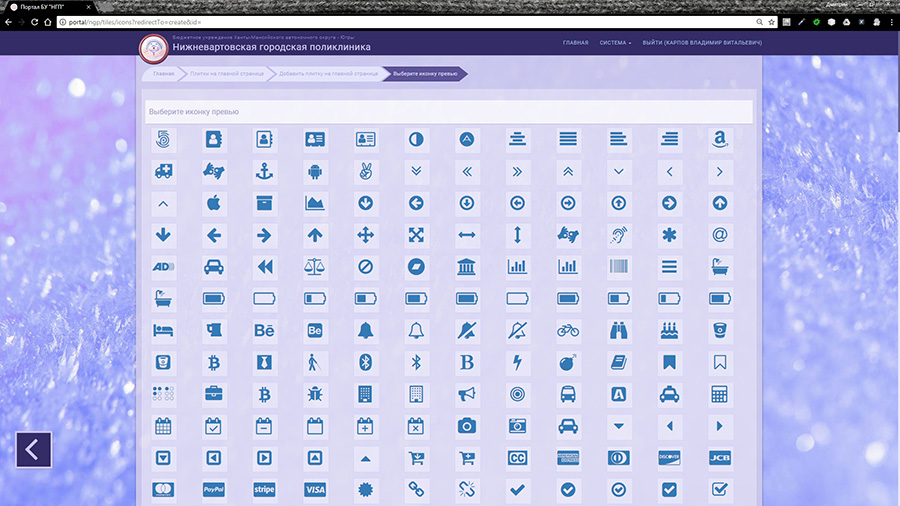 Портал БУ "НГП"
Дмитрий
portal/ngp/tiles/icons?redirectTo=create&id=
Бюджетное учреждение Ханты-Мансийского автономного округа - Югры
Нижневартовская городская поликлиника
ГЛАВНАЯ
СИСТЕМА
ВЫЙТИ (КАРПОВ ВЛАДИМИР ВИТАЛЬЕВИЧ)
Главная
Плитки на главной странице
Добавить плитку на главной странице
Выберите иконку превью
Выберите иконку превью
AD
Bē
Be
B
A
CC
DISCOVER
JCB
PayPal
stripe
VISA